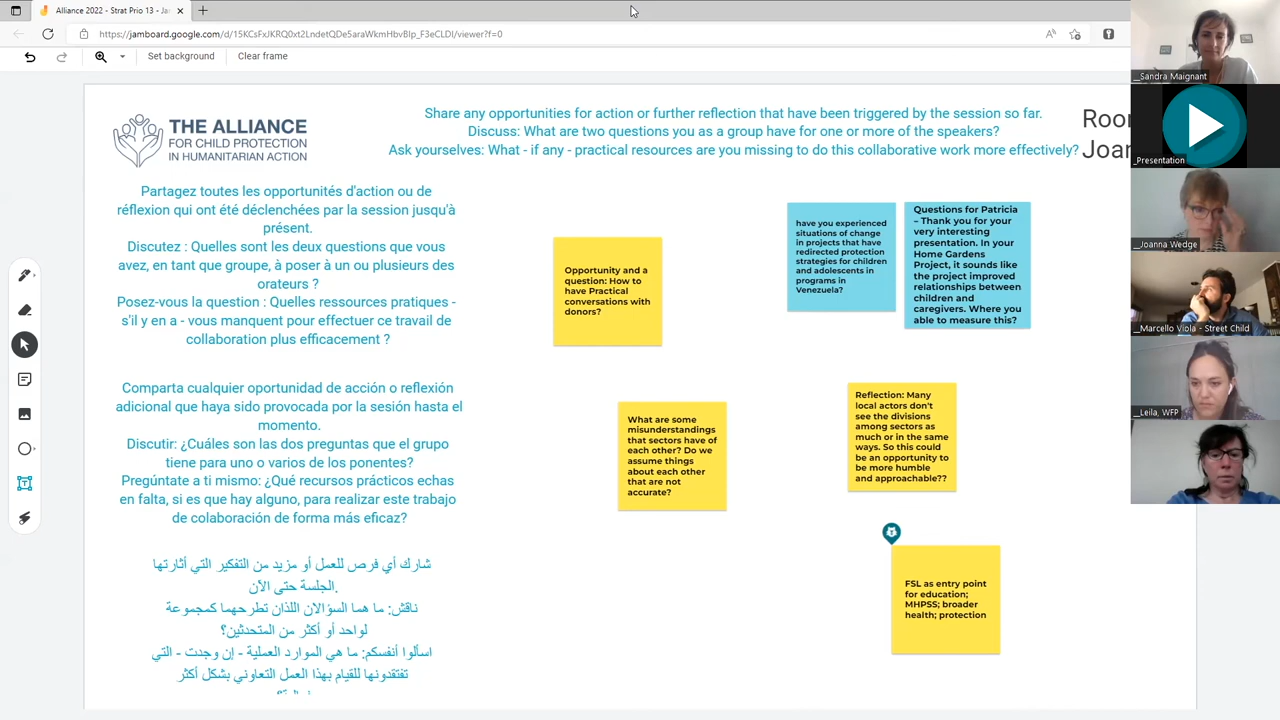 Alliance 2022 - Strat Prio 13 - Ja
https://jamboard.google.com/d/15KCsFxJKRQ0xt2LndetQDe5araWkmHbvBIp_F3eCLDI/viewer?f=0
Set background
Clear frame
THE ALLIANCE
FOR CHILD PROTECTION
IN HUMANITARIAN ACTION
Share any opportunities for action or further reflection that have been triggered by the session so far.
Discuss: What are two questions you as a group have for one or more of the speakers?
Ask yourselves: What - if any - practical resources are you missing to do this collaborative work more effectively?
Partagez toutes les opportunités d'action ou de
réflexion qui ont été déclenchées par la session jusqu'à
présent.
Discutez : Quelles sont les deux questions que vous
avez, en tant que groupe, à poser à un ou plusieurs des
orateurs ?
Posez-vous la question : Quelles ressources pratiques -
s'il y en a - vous manquent pour effectuer ce travail de
collaboration plus efficacement ?
Comparta cualquier oportunidad de acción o reflexión
adicional que haya sido provocada por la sesión hasta el
momento.
Discutir: ¿Cuáles son las dos preguntas que el grupo
tiene para uno o varios de los ponentes?
Pregúntate a ti mismo: ¿Qué recursos prácticos echas
en falta, si es que hay alguno, para realizar este trabajo
de colaboración de forma más eficaz?
شارك أي فرص للعمل أو مزيد من التفكير التي أثارتها
الجلسة حتى الآن.
ناقش: ما هما السؤالان اللذان تطرحهما كمجموعة
لواحد أو أكثر من المتحدثين؟
اسألوا أنفسكم: ما هي الموارد العملية - إن وجدت - التي
تفتقدونها للقيام بهذا العمل التعاوني بشكل أكثر
Opportunity and a
question: How to
have Practical
conversations with
donors?
have you experienced
situations of change
in projects that have
redirected protection
strategies for children
and adolescents in
programs in
Venezuela?
Questions for Patricia
– Thank you for your
very interesting
presentation. In your
Home Gardens
Project, it sounds like
the project improved
relationships between
children and
caregivers. Where you
able to measure this?
What are some
misunderstandings
that sectors have of
each other? Do we
assume things
about each other
that are not
accurate?
Reflection: Many
local actors don't
see the divisions
among sectors as
much or in the same
ways. So this could
be an opportunity to
be more humble
and approachable??
FSL as entry point
for education;
MHPSS; broader
health; protection
_Sandra Maignant
_Presentation
_Joanna Wedge
_Marcello Viola - Street Child
_Leila, WFP